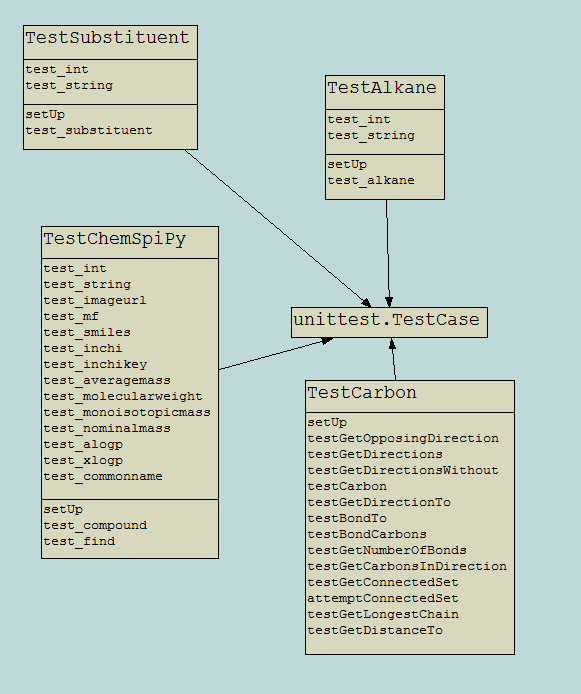 TestSubstituent
test_int
test_string
setUp
test_substituent
TestAlkane
test_int
test_string
setUp
test_alkane
TestChemSpiPy
test_int
test_string
test_imageurl
test_mf
test_smiles
test_inchi
test_inchikey
test_averagemass
test_molecularweight
test_monoisotopicmass
test_nominalmass
test_alogp
test_xlogp
test_commonname
setUp
test_compound
test_find
unittest.TestCase
TestCarbon
setUp
testGetOpposingDirection
testGetDirections
testGetDirectionsWithout
testCarbon
testGetDirectionTo
testBondTo
testBondCarbons
testGetNumberOfBonds
testGetCarbonsInDirection
testGetConnectedSet
attemptConnectedSet
testGetLongestChain
testGetDistanceTo